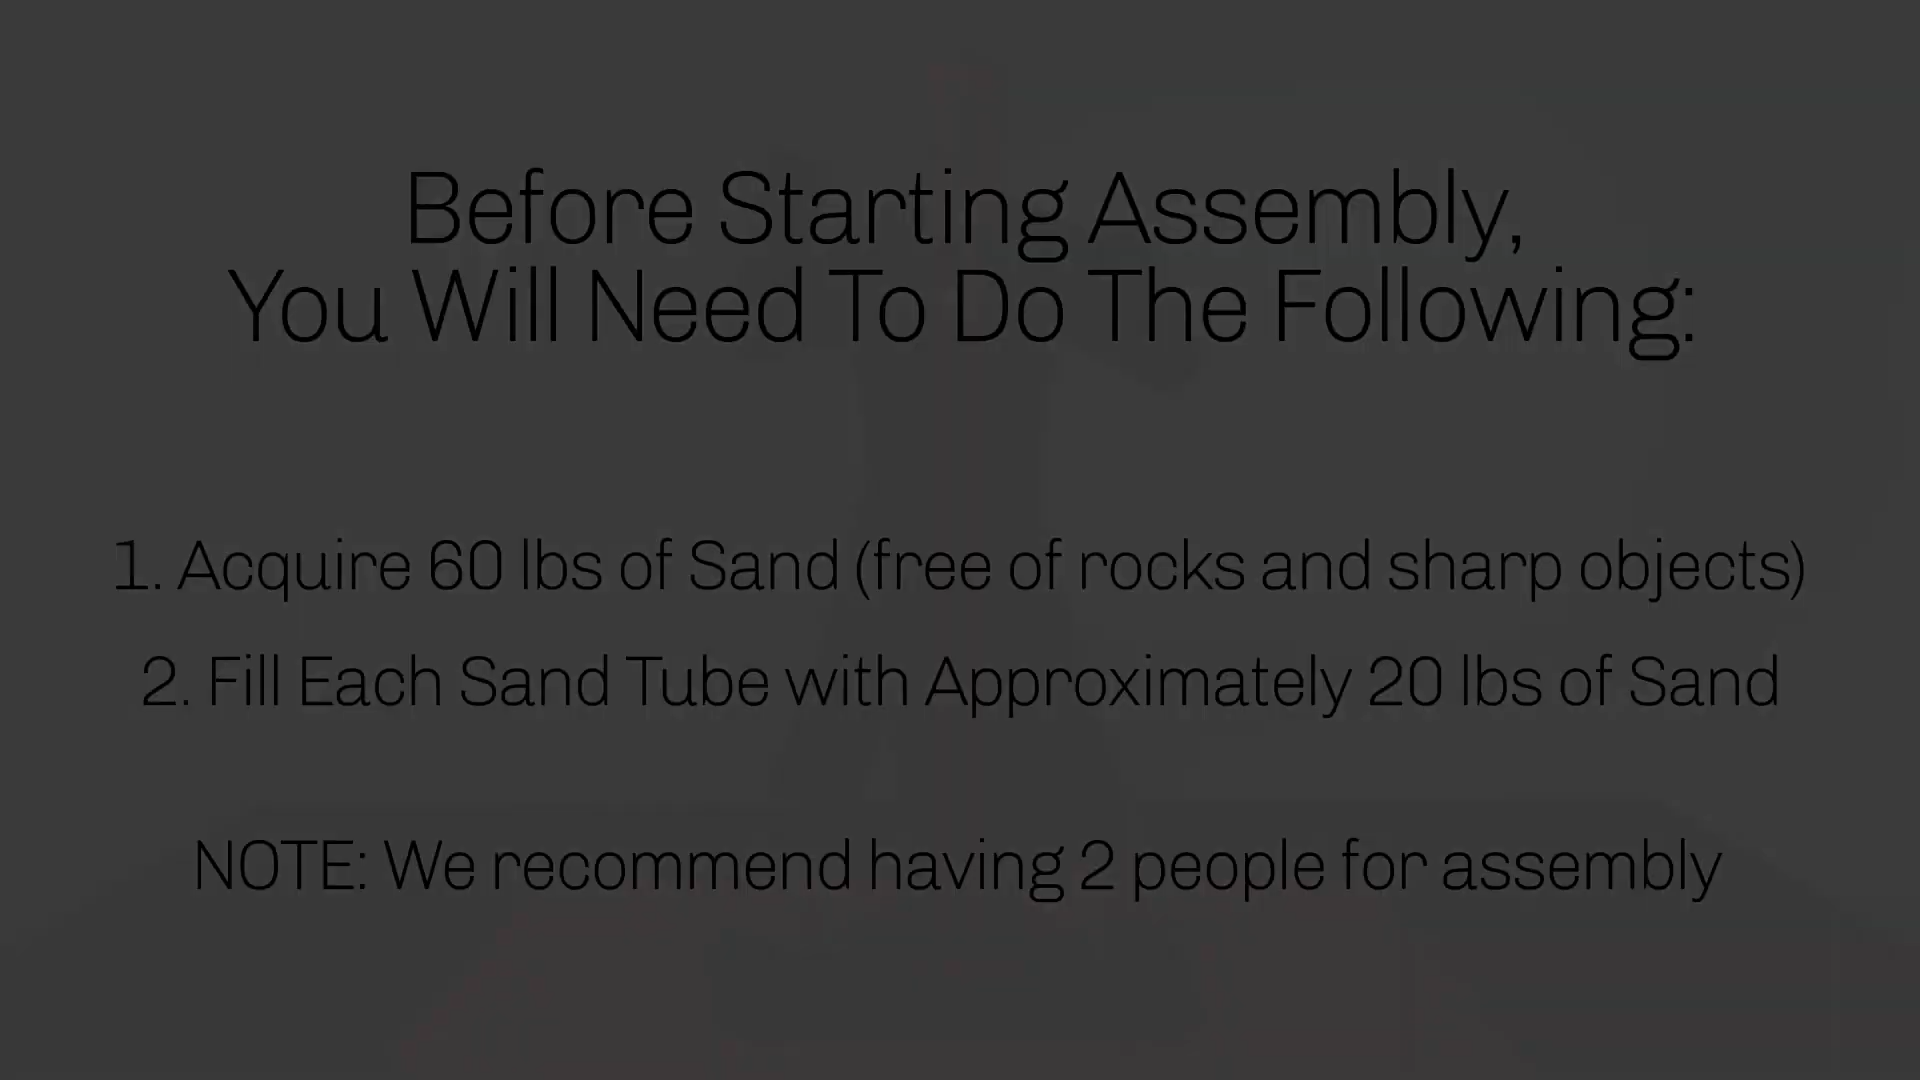 Before Starting Assembly,
You Will Need To Do The Following:
1. Acquire 60 lbs of Sand (free of rocks and sharp objects)
2. Fill Each Sand Tube with Approximately 20 lbs of Sand
NOTE: We recommend having 2 people for assembly